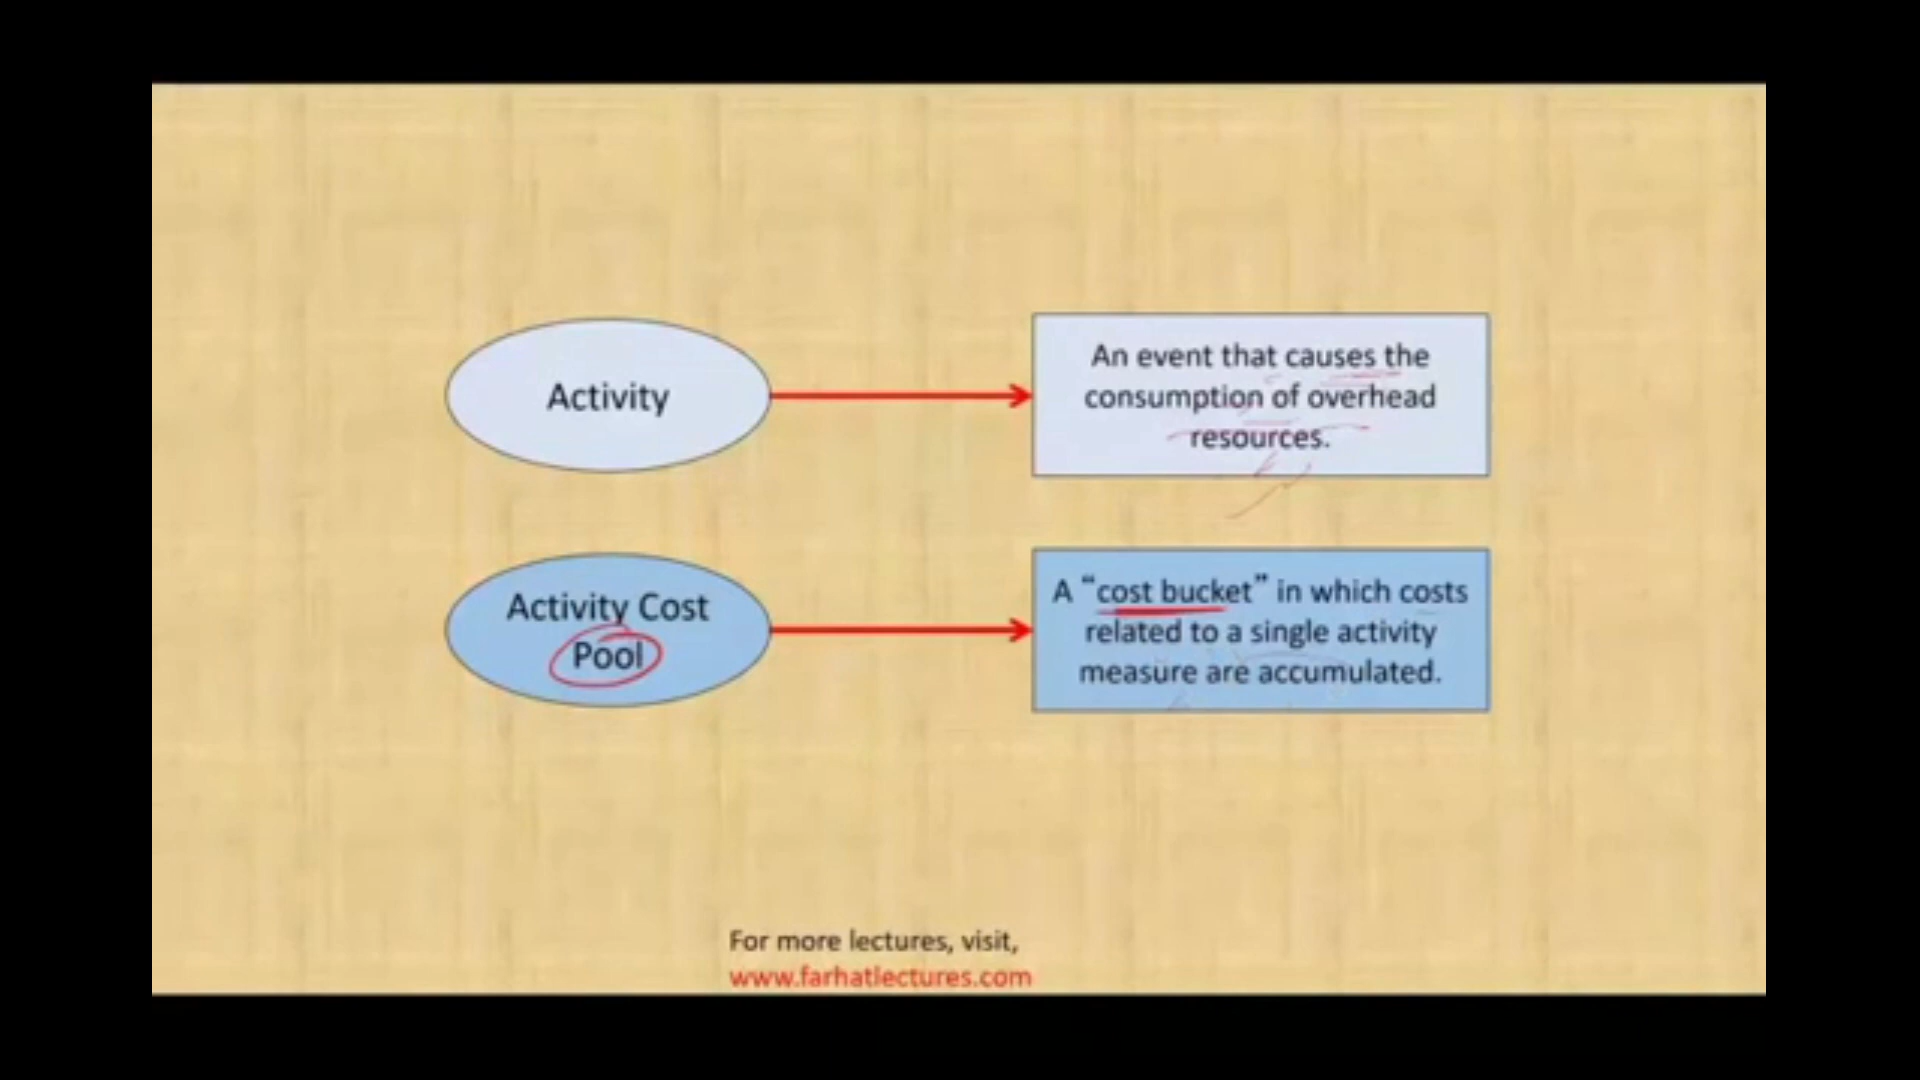 Activity
An event that causes the
consumption of overhead
resources.
Activity Cost
Pool
A “cost bucket” in which costs
related to a single activity
measure are accumulated.
For more lectures, visit,
www.farhatlectures.com